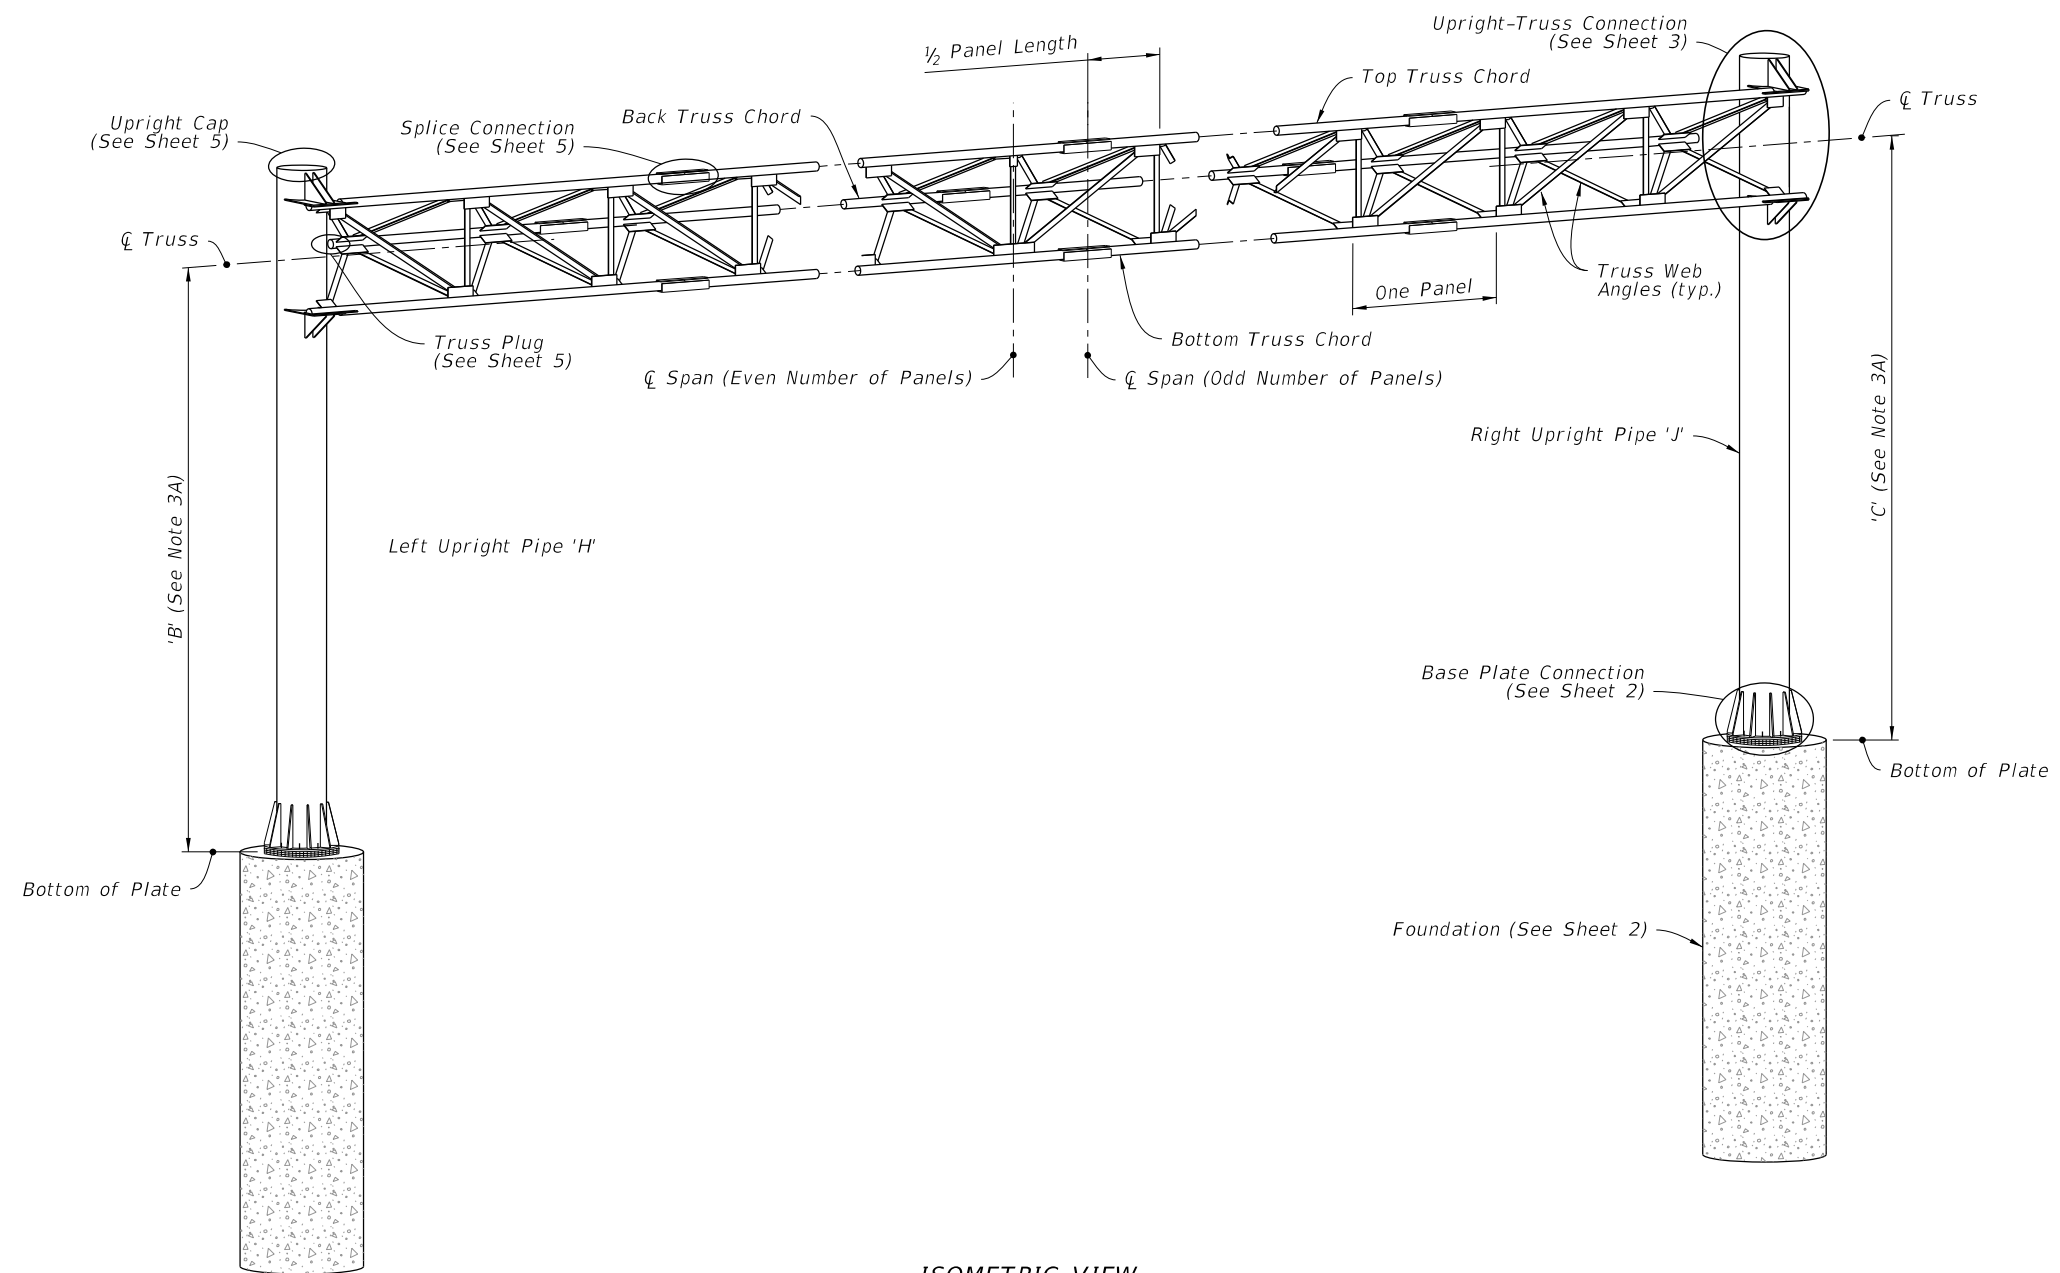 Upright-Truss Connection
(See Sheet 3)
½ Panel Length
Top Truss Chord
℄ Truss
Back Truss Chord
Upright Cap
(See Sheet 5)
Splice Connection
(See Sheet 5)
℄ Truss
Truss Web
Angles (typ.)
One Panel
Truss Plug
(See Sheet 5)
Bottom Truss Chord
℄ Span (Even Number of Panels)
℄ Span (Odd Number of Panels)
Right Upright Pipe 'J'
'C' (See Note 3A)
'B' (See Note 3A)
Left Upright Pipe 'H'
Base Plate Connection
(See Sheet 2)
Bottom of Plate
Bottom of Plate
Foundation (See Sheet 2)
ISOMETRIC VIEW